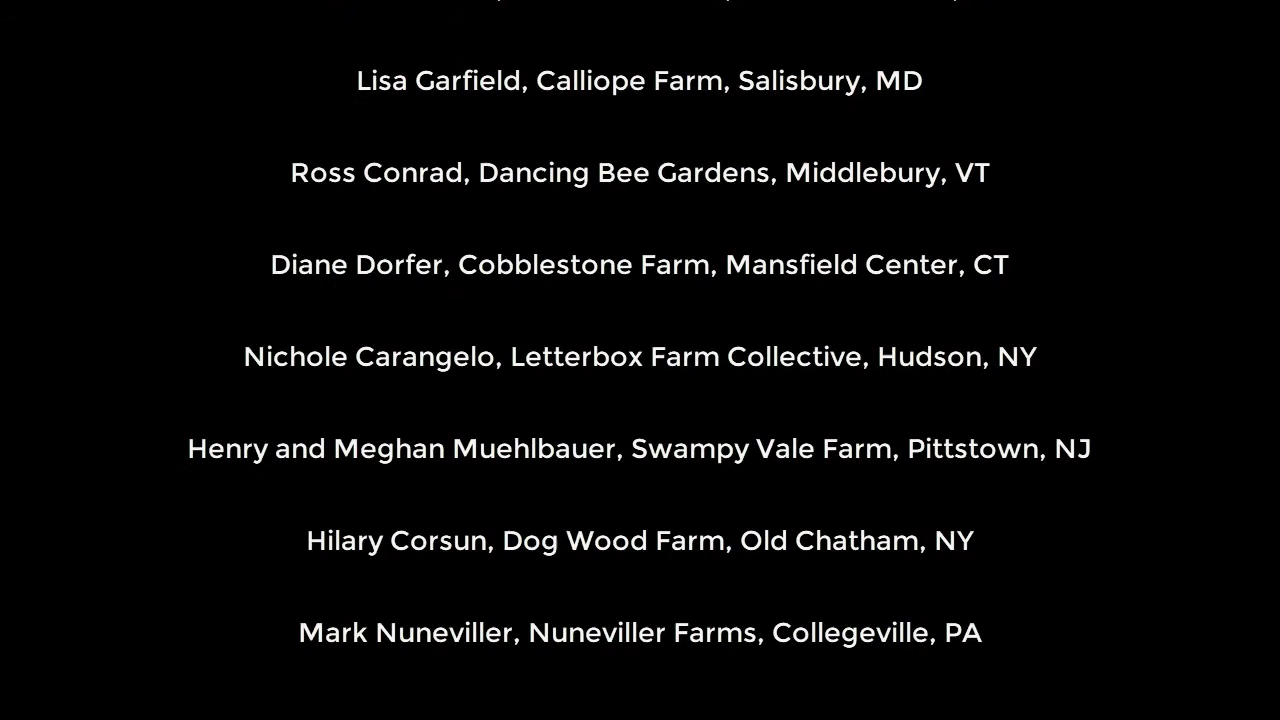 Lisa Garfield, Calliope Farm, Salisbury, MD
Ross Conrad, Dancing Bee Gardens, Middlebury, VT
Diane Dorfer, Cobblestone Farm, Mansfield Center, CT
Nichole Carangelo, Letterbox Farm Collective, Hudson, NY
Henry and Meghan Muehlbauer, Swampy Vale Farm, Pittstown, NJ
Hilary Corsun, Dog Wood Farm, Old Chatham, NY
Mark Nuneviller, Nuneviller Farms, Collegeville, PA